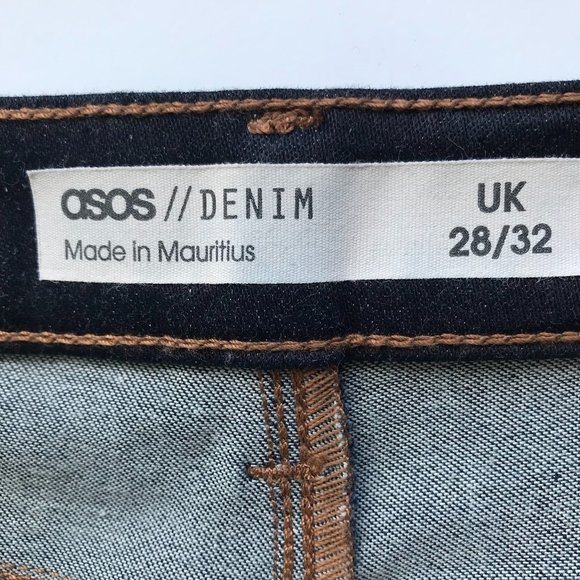 asos // DENIM
Made in Mauritius
UK
28/32